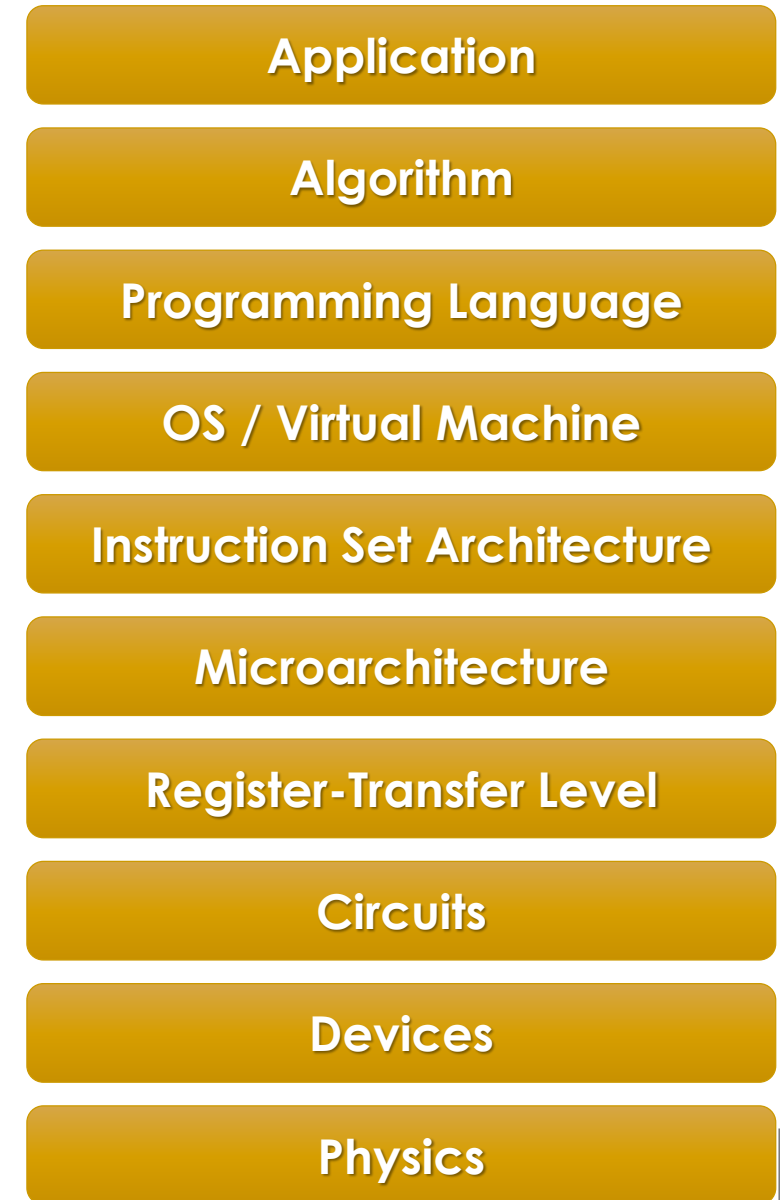 Application
Algorithm
Programming Language
OS / Virtual Machine
Instruction Set Architecture
Microarchitecture
Register-Transfer Level
Circuits
Devices
Physics